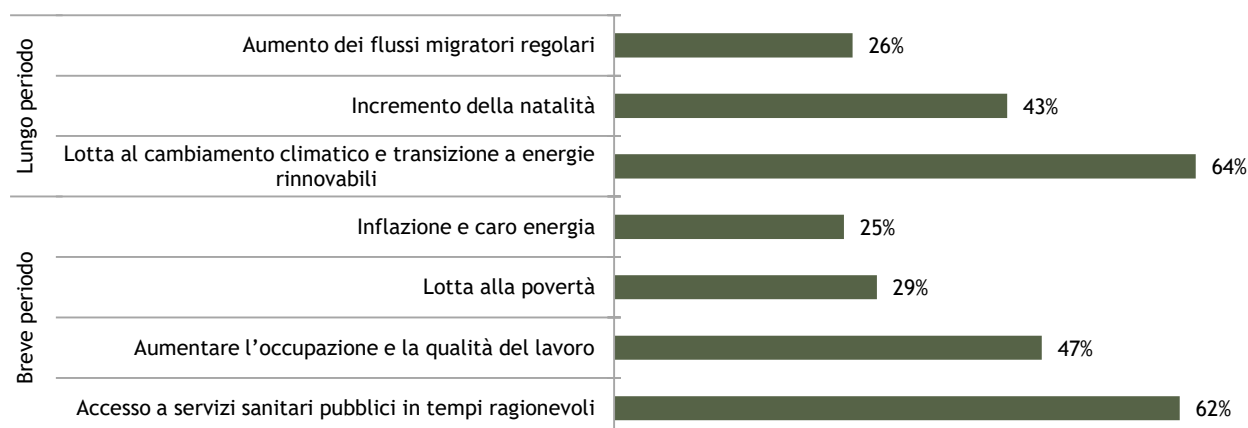 Lungo periodo
Aumento dei flussi migratori regolari
26%
Incremento della natalità
43%
Lotta al cambiamento climatico e transizione a energie
rinnovabili
64%
Breve periodo
Inflazione e caro energia
25%
Lotta alla povertà
29%
Aumentare l’occupazione e la qualità del lavoro
47%
Accesso a servizi sanitari pubblici in tempi ragionevoli
62%